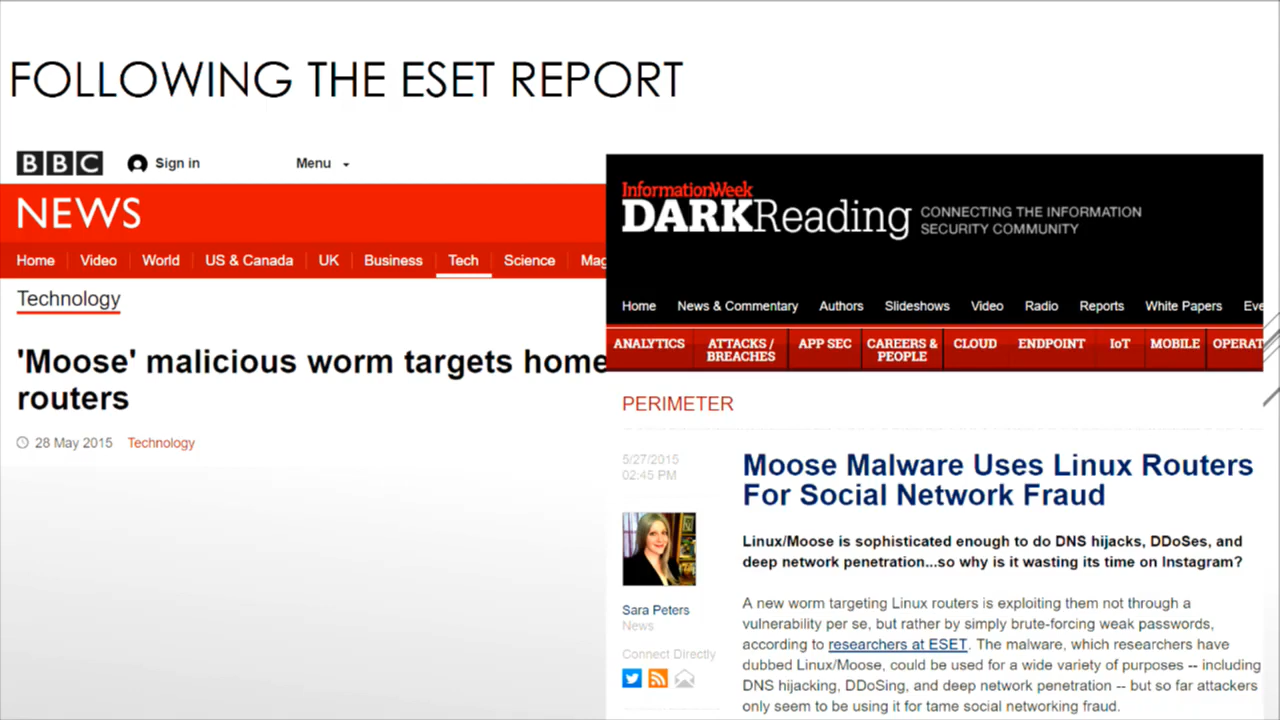 FOLLOWING THE ESET REPORT
BBC Sign in Menu
NEWS
Home Video World US & Canada UK Business Tech Science Mag
Technology
'Moose' malicious worm targets home
routers
28 May 2015 Technology
InformationWeek
DARKReading
CONNECTING THE INFORMATION
SECURITY COMMUNITY
Home News & Commentary Authors Slideshows Video Radio Reports White Papers Eve
ANALYTICS ATTACKS / BREACHES APP SEC CAREERS & PEOPLE CLOUD ENDPOINT IoT MOBILE OPERAT
PERIMETER
5/27/2015
02:45 PM
Sara Peters
News
Connect Directly
Moose Malware Uses Linux Routers
For Social Network Fraud
Linux/Moose is sophisticated enough to do DNS hijacks, DDoSes, and
deep network penetration...so why is it wasting its time on Instagram?
A new worm targeting Linux routers is exploiting them not through a
vulnerability per se, but rather by simply brute-forcing weak passwords,
according to researchers at ESET. The malware, which researchers have
dubbed Linux/Moose, could be used for a wide variety of purposes -- including
DNS hijacking, DDoSing, and deep network penetration -- but so far attackers
only seem to be using it for tame social networking fraud.